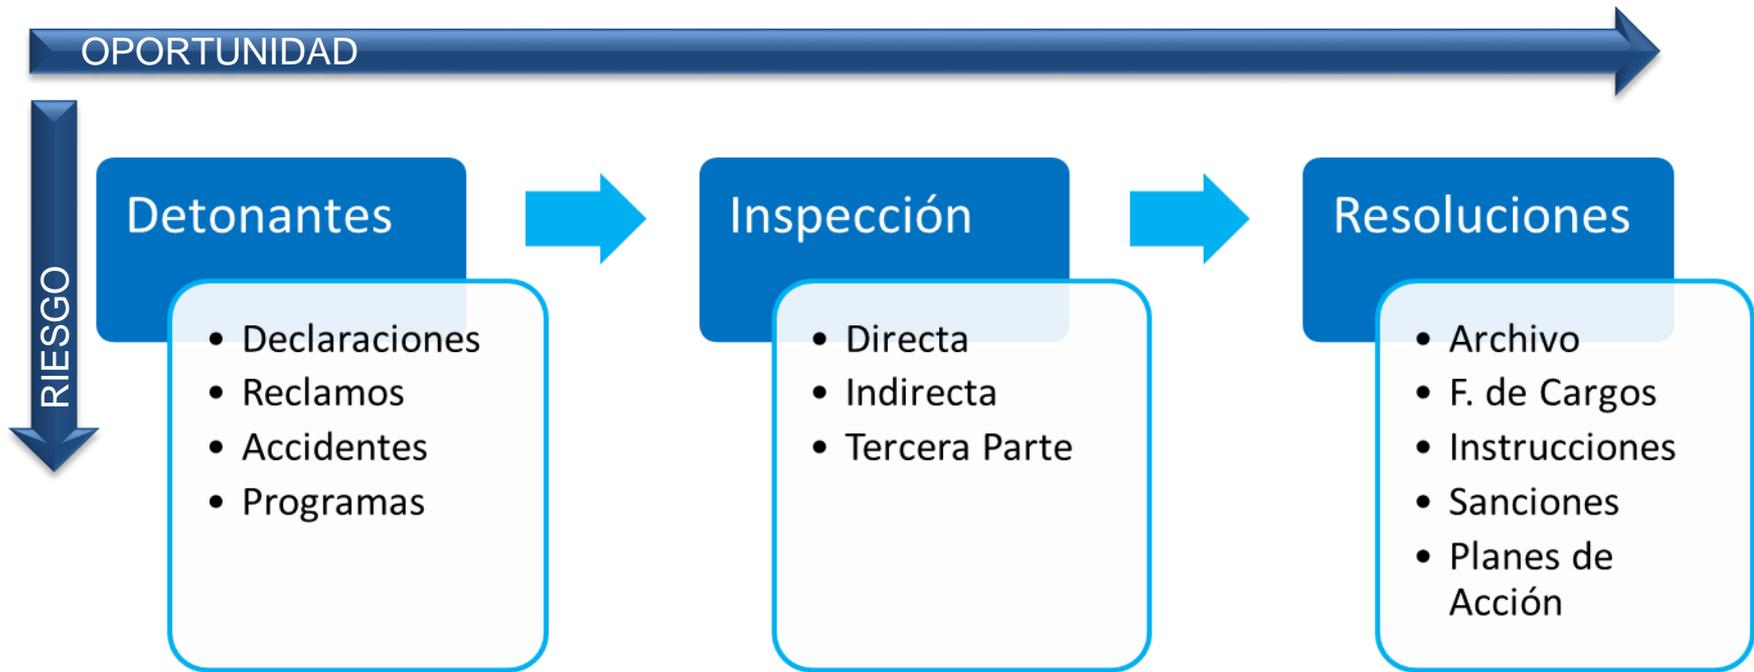 OPORTUNIDAD
RIESGO
Detonantes
• Declaraciones
• Reclamos
• Accidentes
• Programas
Inspección
• Directa
• Indirecta
• Tercera Parte
Resoluciones
• Archivo
• F. de Cargos
• Instrucciones
• Sanciones
• Planes de
Acción